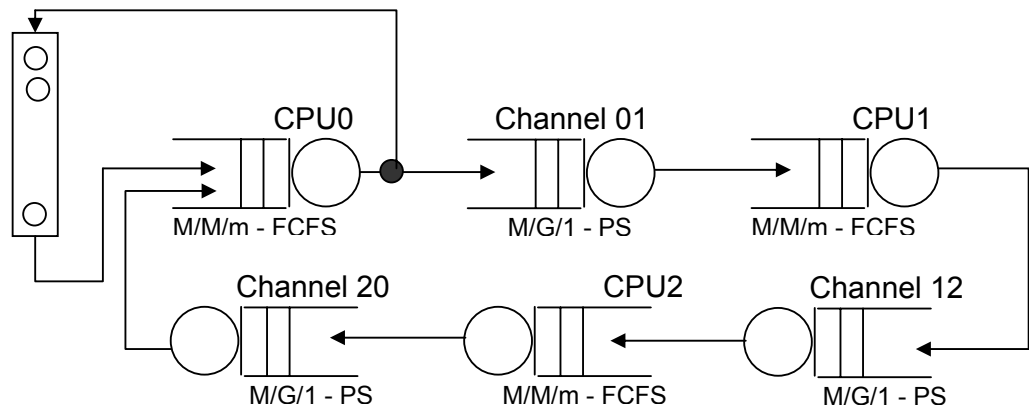 CPU0
Channel 01
CPU1
M/M/m - FCFS
M/G/1 - PS
M/M/m - FCFS
Channel 20
CPU2
Channel 12
M/G/1 - PS
M/M/m - FCFS
M/G/1 - PS